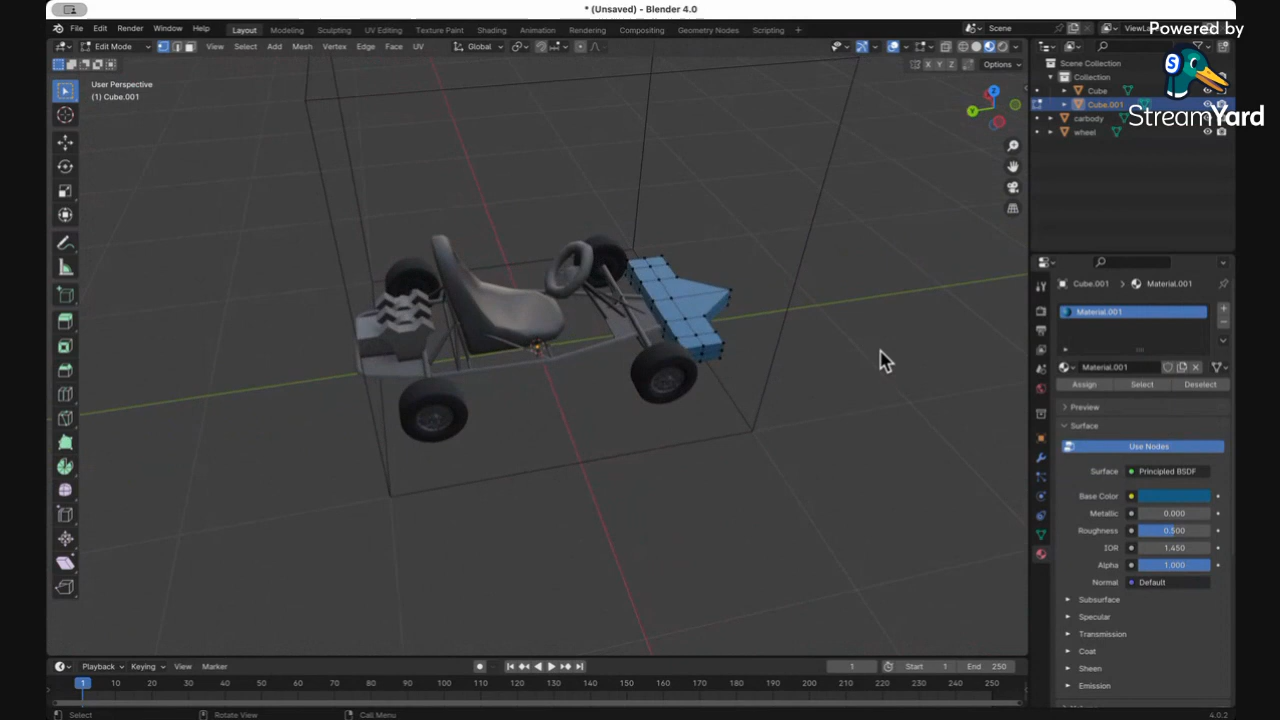 * (Unsaved) - Blender 4.0
File Edit Render Window Help Layout Modeling Sculpting UV Editing Texture Paint Shading Animation Rendering Compositing Geometry Nodes Scripting + Scene
Powered by
StreamYard
Edit Mode View Select Add Mesh Vertex Edge Face UV Global
X Y Z Options
User Perspective
(1) Cube.001
Z
Y
Scene Collection
Collection
Cube
Cube.001
carbody
wheel
Cube.001 > Material.001
Material.001
Material.001
Assign Select Deselect
Preview
Surface
Use Nodes
Surface Principled BSDF
Base Color
Metallic 0.000
Roughness 0.500
IOR 1.450
Alpha 1.000
Normal Default
Subsurface
Specular
Transmission
Coat
Sheen
Emission
Playback Keying View Marker 1 Start 1 End 250
1 10 20 30 40 50 60 70 80 90 100 110 120 130 140 150 160 170 180 190 200 210 220 230 240 250
Select Rotate View Call Menu 4.0.2